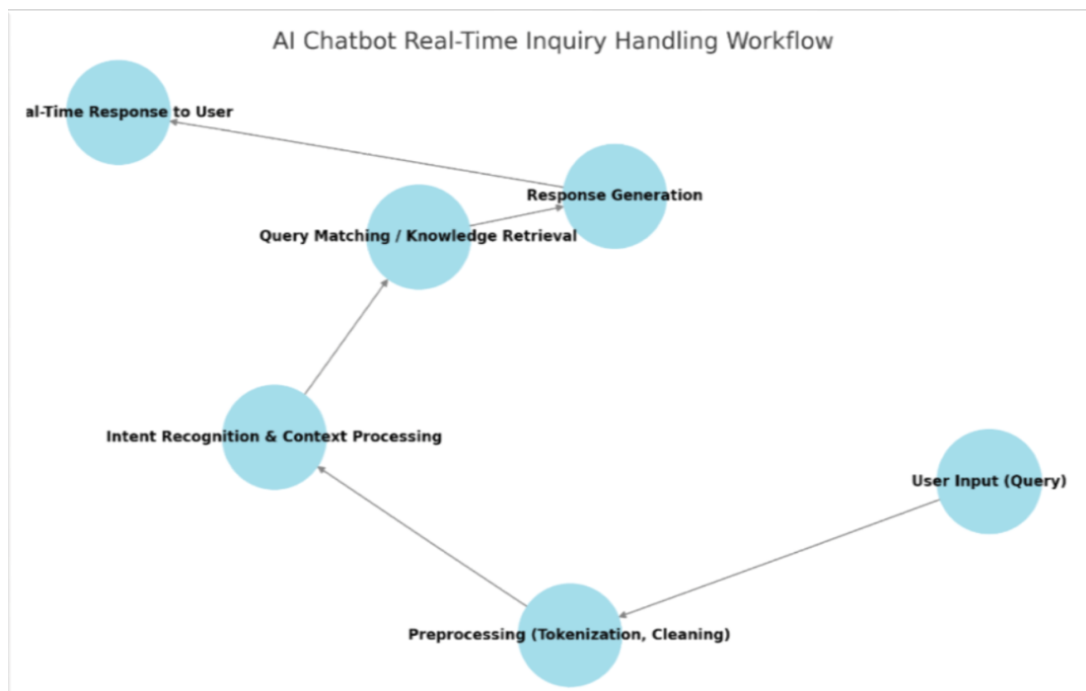 AI Chatbot Real-Time Inquiry Handling Workflow
al-Time Response to User
Response Generation
Query Matching / Knowledge Retrieval
Intent Recognition & Context Processing
User Input (Query)
Preprocessing (Tokenization, Cleaning)